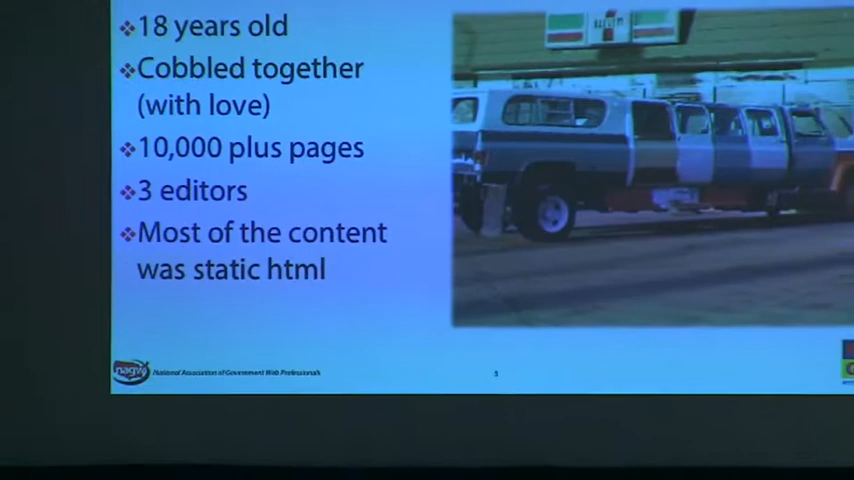 18 years old
Cobbled together
(with love)
10,000 plus pages
3 editors
Most of the content
was static html
nagw
National Association of Government Web Professionals